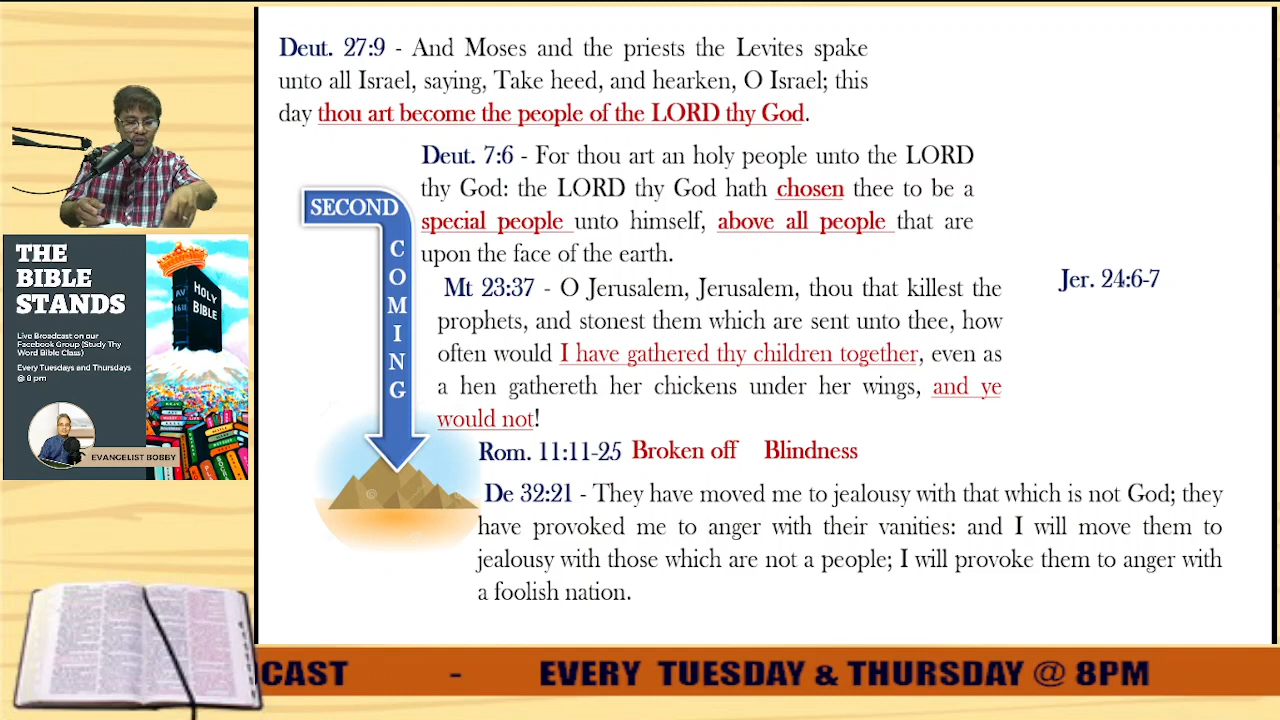 Deut. 27:9 - And Moses and the priests the Levites spake
unto all Israel, saying, Take heed, and hearken, O Israel; this
day thou art become the people of the LORD thy God.
Deut. 7:6 - For thou art an holy people unto the LORD
thy God: the LORD thy God hath chosen thee to be a
special people unto himself, above all people that are
upon the face of the earth.
SECOND
COMING
Mt 23:37 - O Jerusalem, Jerusalem, thou that killest the
prophets, and stonest them which are sent unto thee, how
often would I have gathered thy children together, even as
a hen gathereth her chickens under her wings, and ye
would not!
Jer. 24:6-7
Rom. 11:11-25 Broken off Blindness
De 32:21 - They have moved me to jealousy with that which is not God; they
have provoked me to anger with their vanities: and I will move them to
jealousy with those which are not a people; I will provoke them to anger with
a foolish nation.
THE
BIBLE
STANDS
Live Broadcast on our
Facebook Group (Study Thy
Word Bible Class)
Every Tuesdays and Thursdays
@ 8 pm
EVANGELIST BOBBY
AV
1611
HOLY
BIBLE
CAST - EVERY TUESDAY & THURSDAY @ 8PM